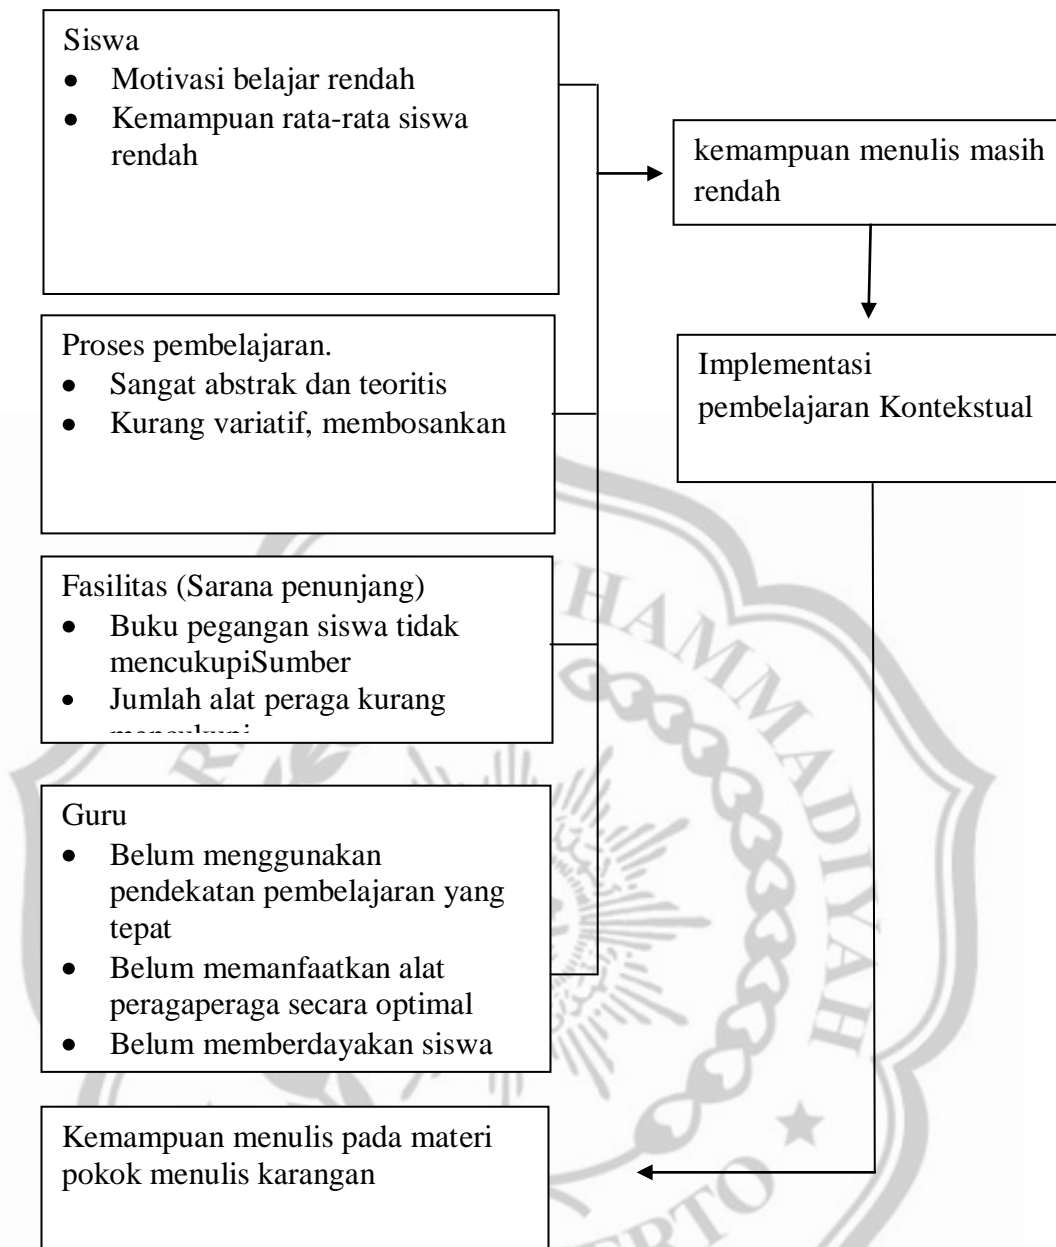 Siswa
• Motivasi belajar rendah
• Kemampuan rata-rata siswa
rendah
kemampuan menulis masih
rendah
Proses pembelajaran.
• Sangat abstrak dan teoritis
• Kurang variatif, membosankan
Implementasi
pembelajaran Kontekstual
Fasilitas (Sarana penunjang)
• Buku pegangan siswa tidak
mencukupiSumber
• Jumlah alat peraga kurang
Guru
• Belum menggunakan
pendekatan pembelajaran yang
tepat
• Belum memanfaatkan alat
peragaperaga secara optimal
• Belum memberdayakan siswa
Kemampuan menulis pada materi
pokok menulis karangan